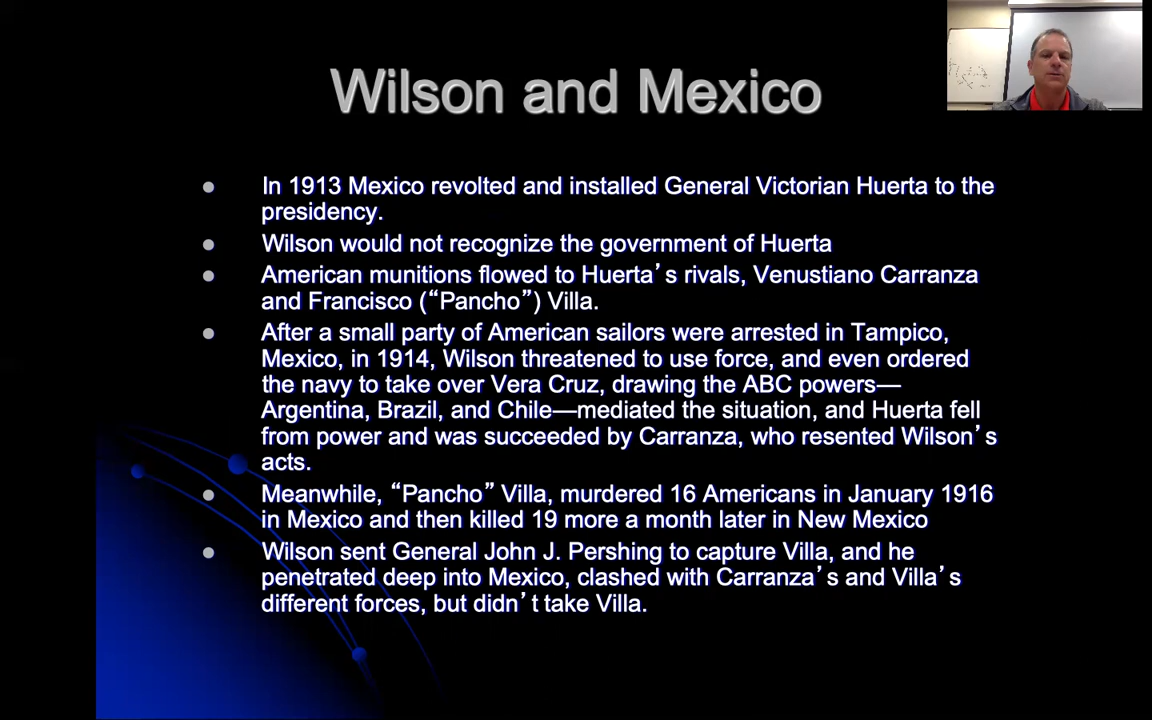 Wilson and Mexico
In 1913 Mexico revolted and installed General Victorian Huerta to the
presidency.
Wilson would not recognize the government of Huerta
American munitions flowed to Huerta’s rivals, Venustiano Carranza
and Francisco (“Pancho”) Villa.
After a small party of American sailors were arrested in Tampico,
Mexico, in 1914, Wilson threatened to use force, and even ordered
the navy to take over Vera Cruz, drawing the ABC powers—
Argentina, Brazil, and Chile—mediated the situation, and Huerta fell
from power and was succeeded by Carranza, who resented Wilson’s
acts.
Meanwhile, “Pancho” Villa, murdered 16 Americans in January 1916
in Mexico and then killed 19 more a month later in New Mexico
Wilson sent General John J. Pershing to capture Villa, and he
penetrated deep into Mexico, clashed with Carranza’s and Villa’s
different forces, but didn’t take Villa.